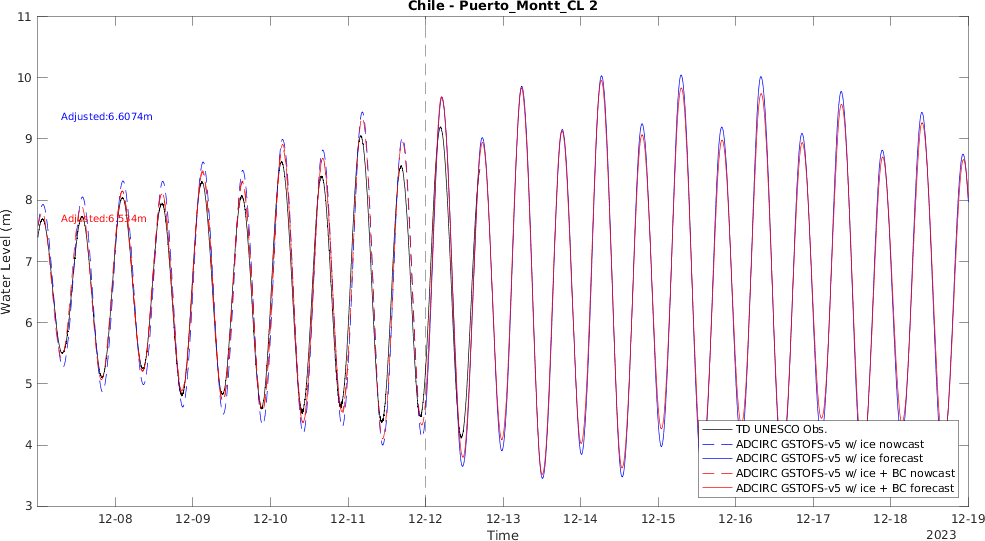 Chile - Puerto_Montt_CL 2
11
10
9
8
7
6
5
4
3
Water Level (m)
Adjusted:6.6074m
Adjusted:6.534m
TD UNESCO Obs.
ADCIRC GSTOFS-v5 w/ ice nowcast
ADCIRC GSTOFS-v5 w/ ice forecast
ADCIRC GSTOFS-v5 w/ ice + BC nowcast
ADCIRC GSTOFS-v5 w/ ice + BC forecast
12-08 12-09 12-10 12-11 12-12 12-13 12-14 12-15 12-16 12-17 12-18 12-19
Time
2023